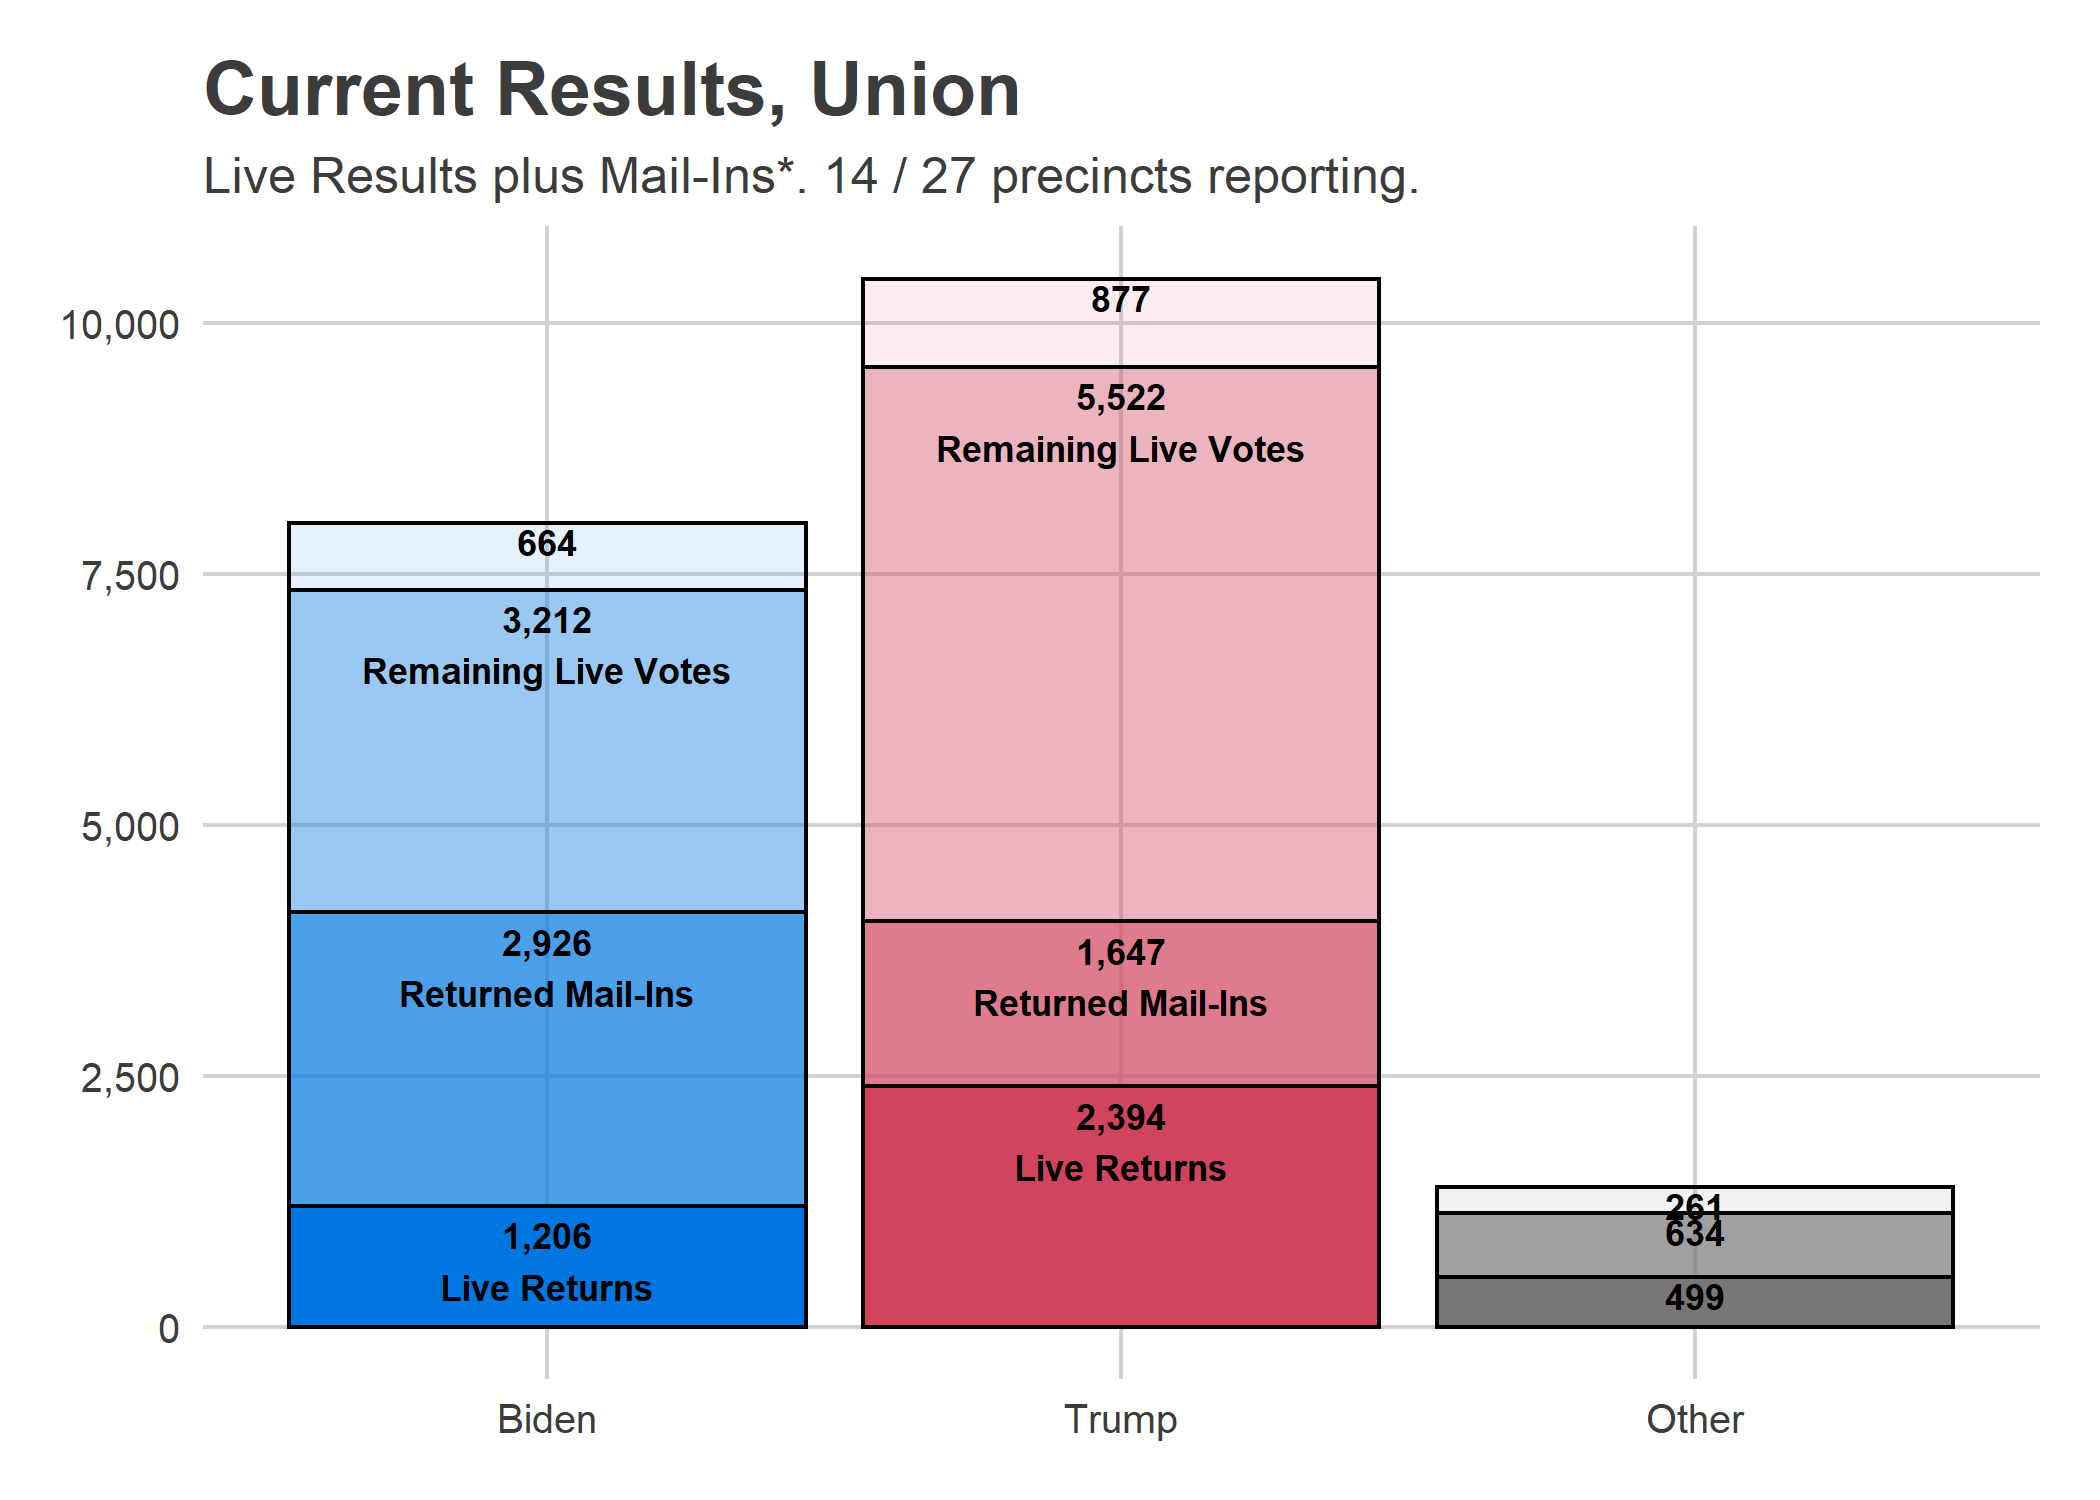 Current Results, Union
Live Results plus Mail-Ins*. 14 / 27 precincts reporting.
10,000
7,500
5,000
2,500
0
664
3,212
Remaining Live Votes
2,926
Returned Mail-Ins
1,206
Live Returns
877
5,522
Remaining Live Votes
1,647
Returned Mail-Ins
2,394
Live Returns
261
634
499
Biden
Trump
Other